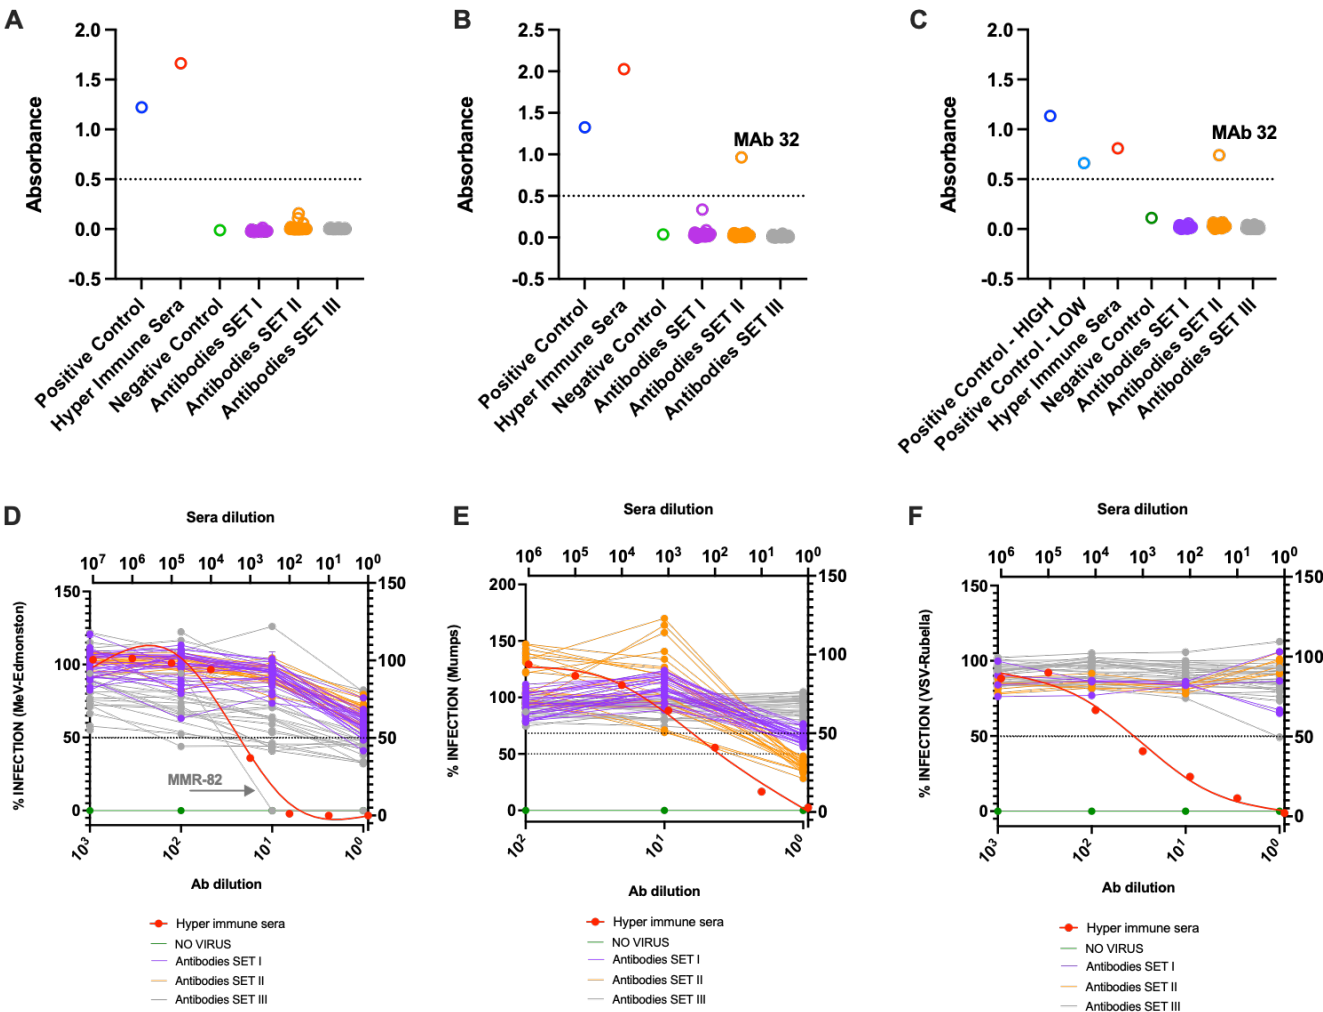 A
2.0
1.5
1.0
0.5
0.0
-0.5
Absorbance
Positive Control
Hyper Immune Sera
Negative Control
Antibodies SET I
Antibodies SET II
Antibodies SET III
B
2.5
2.0
1.5
1.0
0.5
0.0
-0.5
Absorbance
MAb 32
Positive Control
Hyper Immune Sera
Negative Control
Antibodies SET I
Antibodies SET II
Antibodies SET III
C
2.0
1.5
1.0
0.5
0.0
-0.5
Absorbance
MAb 32
Positive Control - HIGH
Positive Control - LOW
Hyper Immune Sera
Negative Control
Antibodies SET I
Antibodies SET II
Antibodies SET III
D
Sera dilution
10⁷ 10⁶ 10⁵ 10⁴ 10³ 10² 10¹ 10⁰
150
100
50
0
% INFECTION (MeV-Edmonston)
150
100
50
0
MMR-82
10³ 10² 10¹ 10⁰
Ab dilution
Hyper immune sera
NO VIRUS
Antibodies SET I
Antibodies SET II
Antibodies SET III
E
Sera dilution
10⁶ 10⁵ 10⁴ 10³ 10² 10¹ 10⁰
200
150
100
50
0
% INFECTION (Mumps)
150
100
50
0
10² 10¹ 10⁰
Ab dilution
Hyper immune sera
NO VIRUS
Antibodies SET I
Antibodies SET II
Antibodies SET III
F
Sera dilution
10⁶ 10⁵ 10⁴ 10³ 10² 10¹ 10⁰
150
100
50
0
% INFECTION (VSV-Rubella)
150
100
50
0
10³ 10² 10¹ 10⁰
Ab dilution
Hyper immune sera
NO VIRUS
Antibodies SET I
Antibodies SET II
Antibodies SET III